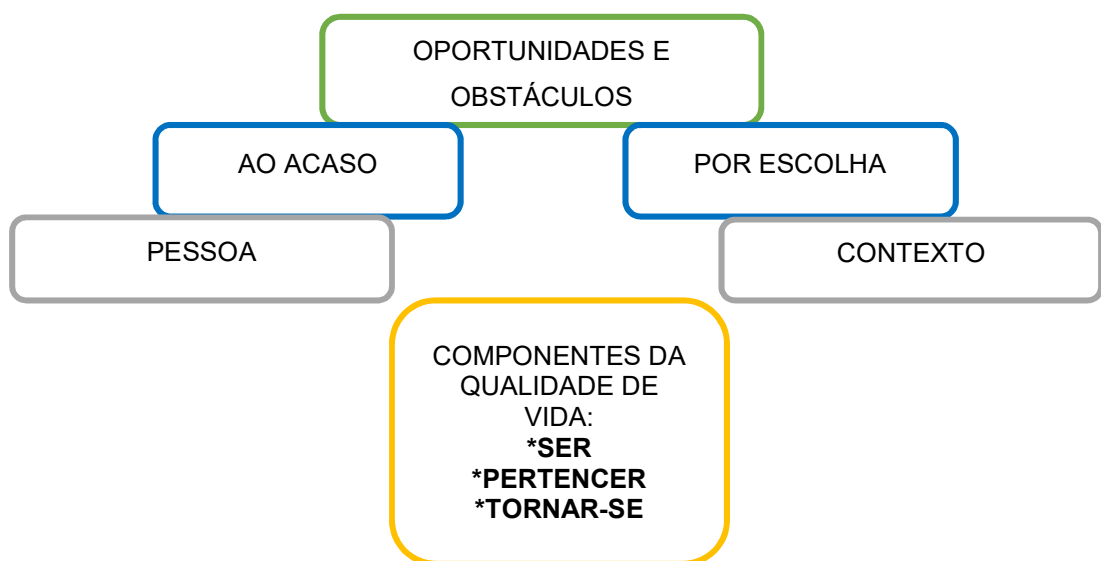 OPORTUNIDADES E
OBSTÁCULOS
AO ACASO
POR ESCOLHA
PESSOA
CONTEXTO
COMPONENTES DA
QUALIDADE DE
VIDA:
*SER
*PERTENCER
*TORNAR-SE